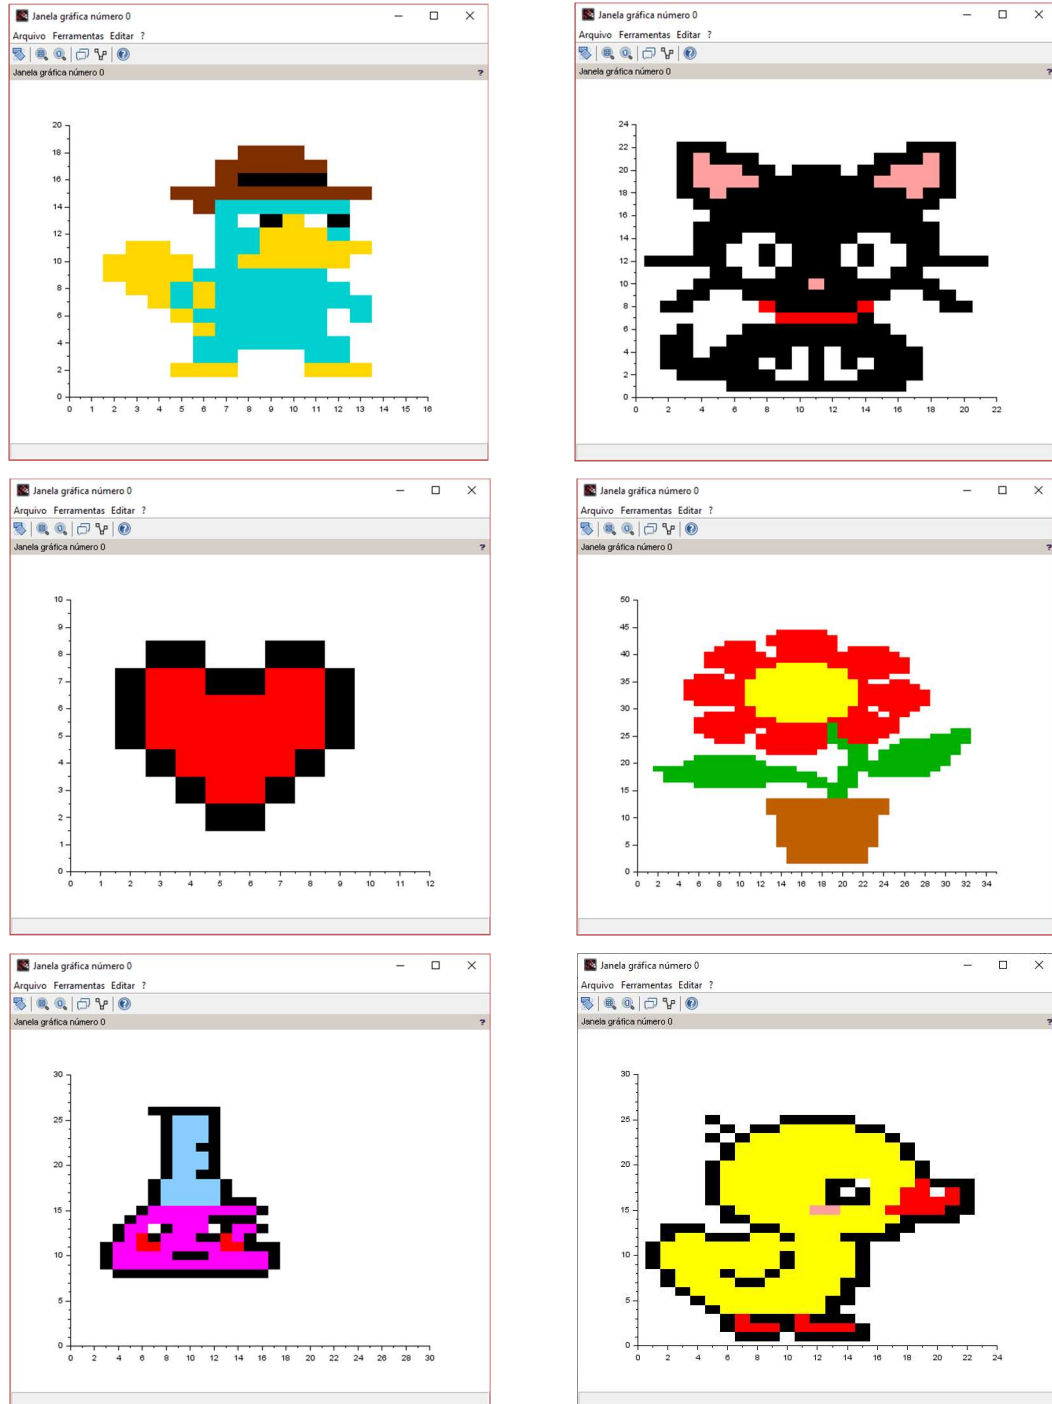 Janela gráfica número 0
Arquivo Ferramentas Editar ?
Janela gráfica número 0 ?
20
18
16
14
12
10
8
6
4
2
0
0 1 2 3 4 5 6 7 8 9 10 11 12 13 14 15 16
Janela gráfica número 0
Arquivo Ferramentas Editar ?
Janela gráfica número 0 ?
24
22
20
18
16
14
12
10
8
6
4
2
0
0 2 4 6 8 10 12 14 16 18 20 22
Janela gráfica número 0
Arquivo Ferramentas Editar ?
Janela gráfica número 0 ?
10
9
8
7
6
5
4
3
2
1
0
0 1 2 3 4 5 6 7 8 9 10 11 12
Janela gráfica número 0
Arquivo Ferramentas Editar ?
Janela gráfica número 0 ?
50
45
40
35
30
25
20
15
10
5
0
0 2 4 6 8 10 12 14 16 18 20 22 24 26 28 30 32 34
Janela gráfica número 0
Arquivo Ferramentas Editar ?
Janela gráfica número 0 ?
30
25
20
15
10
5
0
0 2 4 6 8 10 12 14 16 18 20 22 24 26 28 30
Janela gráfica número 0
Arquivo Ferramentas Editar ?
Janela gráfica número 0 ?
30
25
20
15
10
5
0
0 2 4 6 8 10 12 14 16 18 20 22 24